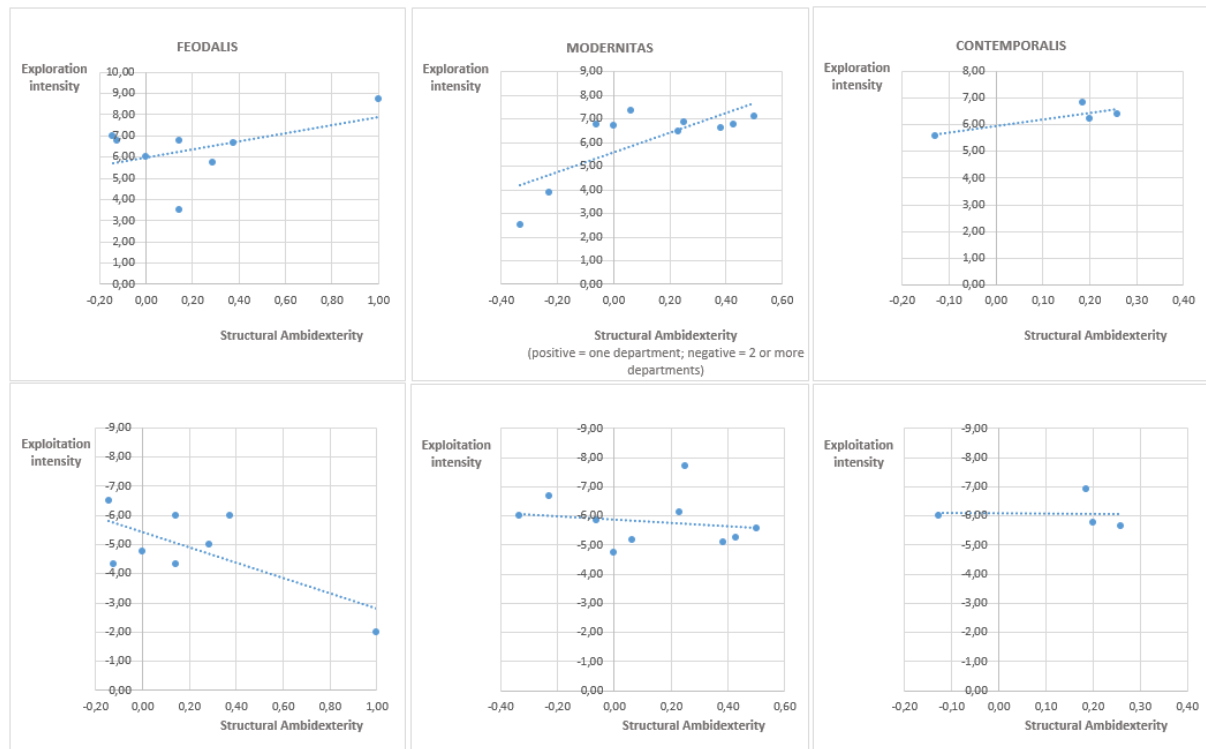 FEODALIS
Exploration
intensity
10,00
9,00
8,00
7,00
6,00
5,00
4,00
3,00
2,00
1,00
0,00
-0,20 0,00 0,20 0,40 0,60 0,80 1,00
Structural Ambidexterity
MODERNITAS
Exploration
intensity
9,00
8,00
7,00
6,00
5,00
4,00
3,00
2,00
1,00
0,00
-0,40 -0,20 0,00 0,20 0,40 0,60
Structural Ambidexterity
(positive = one department; negative = 2 or more
departments)
CONTEMPORALIS
Exploration
intensity
8,00
7,00
6,00
5,00
4,00
3,00
2,00
1,00
0,00
-0,20 -0,10 0,00 0,10 0,20 0,30 0,40
Structural Ambidexterity
Exploitation
intensity
-9,00
-8,00
-7,00
-6,00
-5,00
-4,00
-3,00
-2,00
-1,00
0,00
-0,20 0,00 0,20 0,40 0,60 0,80 1,00
Structural Ambidexterity
Exploitation
intensity
-9,00
-8,00
-7,00
-6,00
-5,00
-4,00
-3,00
-2,00
-1,00
0,00
-0,40 -0,20 0,00 0,20 0,40 0,60
Structural Ambidexterity
Exploitation
intensity
-9,00
-8,00
-7,00
-6,00
-5,00
-4,00
-3,00
-2,00
-1,00
0,00
-0,20 -0,10 0,00 0,10 0,20 0,30 0,40
Structural Ambidexterity